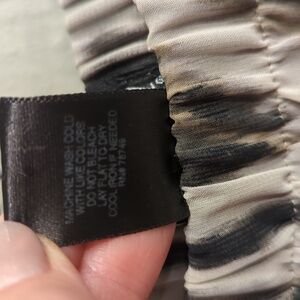 MACHINE WASH COLD
WITH LIKE COLORS
DO NOT BLEACH
LAY FLAT TO DRY
COOL IRON IF NEEDED